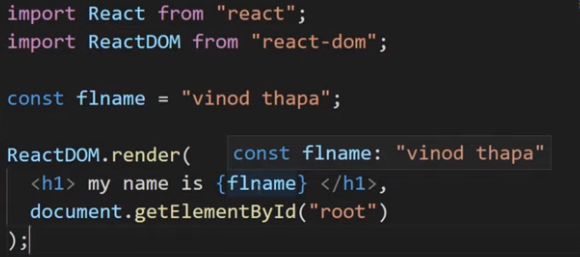 import React from "react";
import ReactDOM from "react-dom";
const flname = "vinod thapa";
ReactDOM.render(
const flname: "vinod thapa"
<h1> my name is {flname} </h1>,
document.getElementById("root")
);